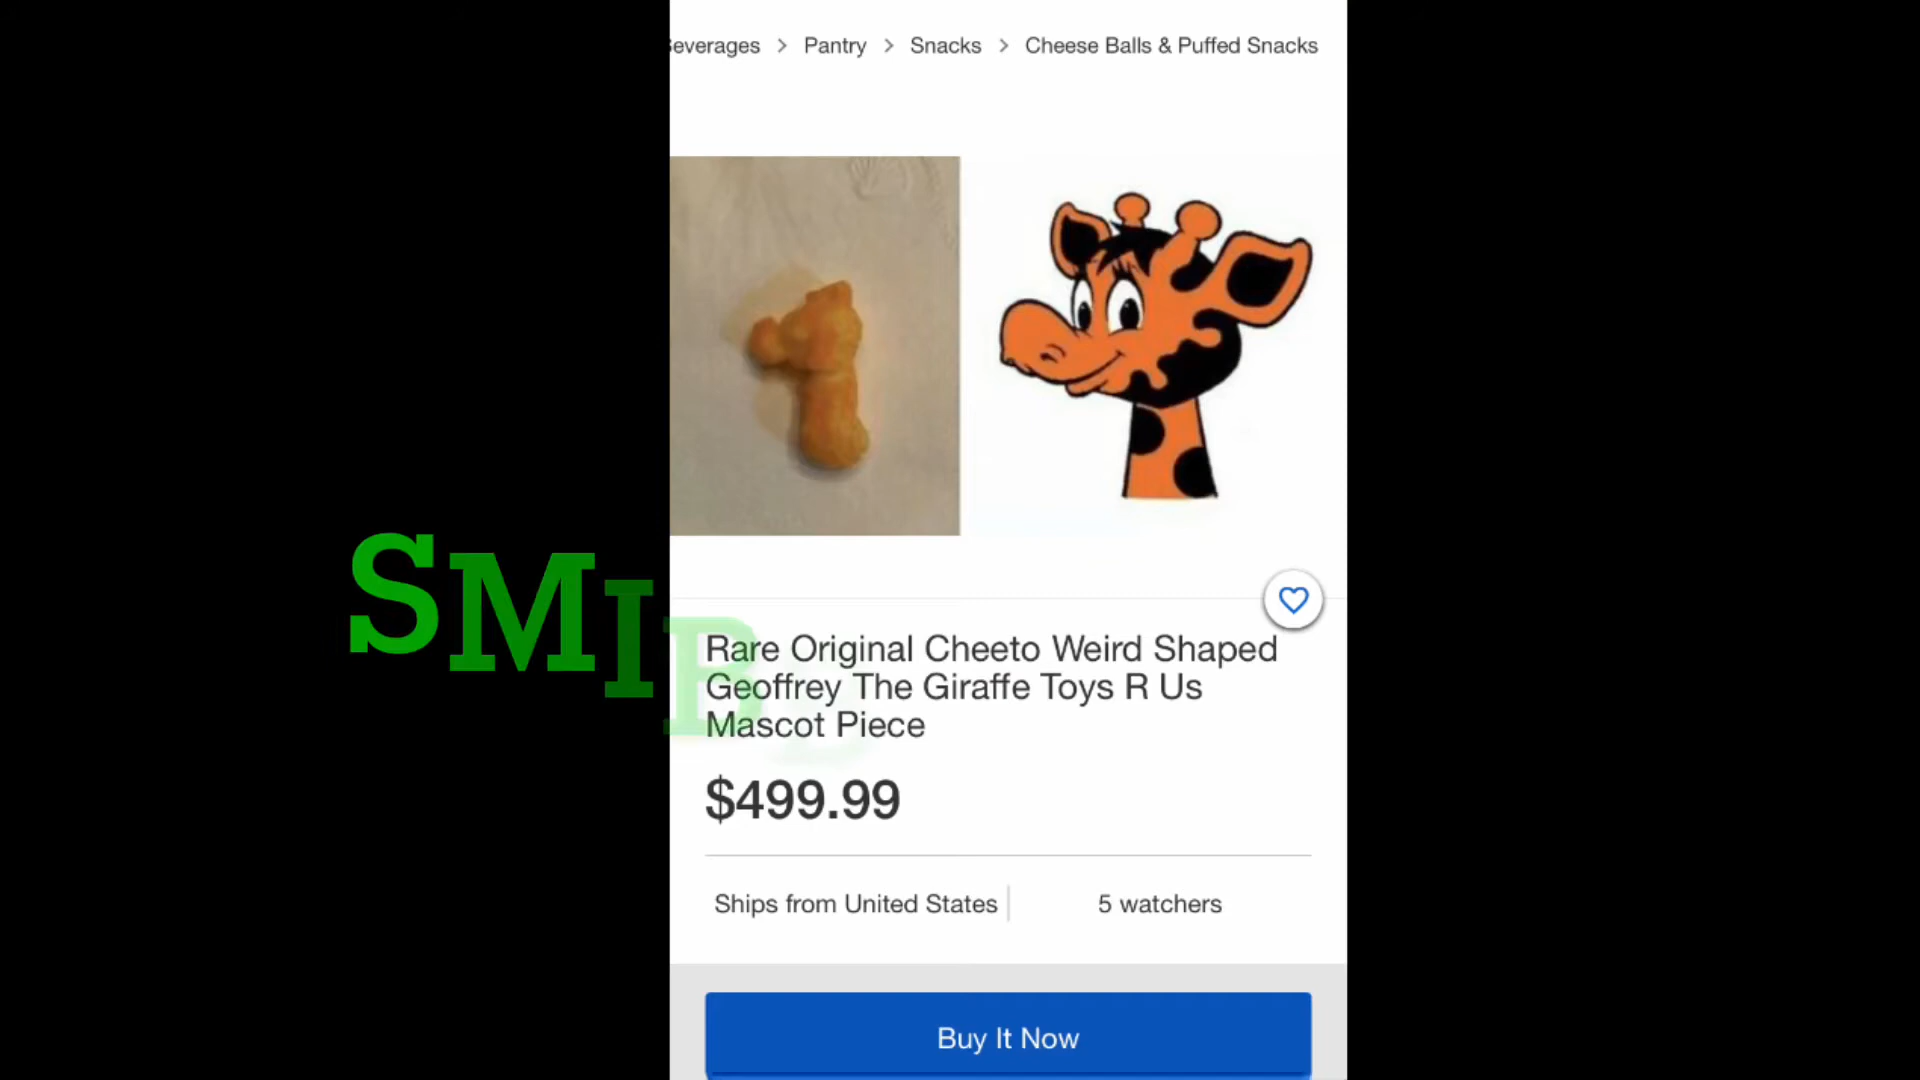 everages > Pantry > Snacks > Cheese Balls & Puffed Snacks
SMIB
Rare Original Cheeto Weird Shaped
Geoffrey The Giraffe Toys R Us
Mascot Piece
$499.99
Ships from United States
5 watchers
Buy It Now